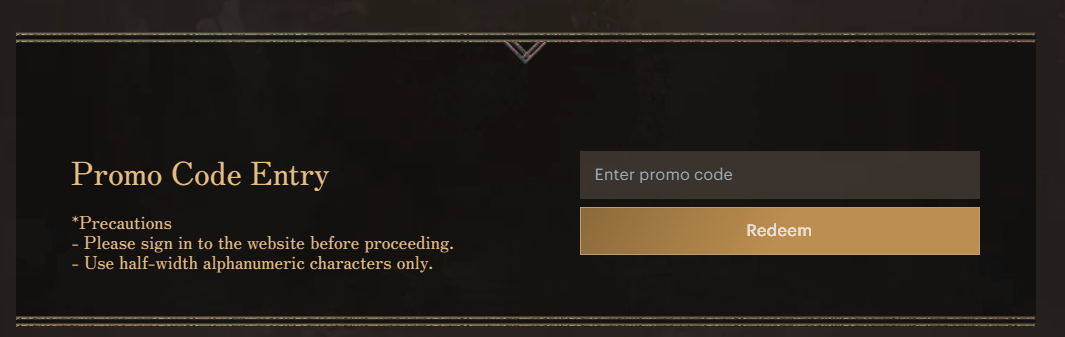 Promo Code Entry
*Precautions
- Please sign in to the website before proceeding.
- Use half-width alphanumeric characters only.
Enter promo code
Redeem